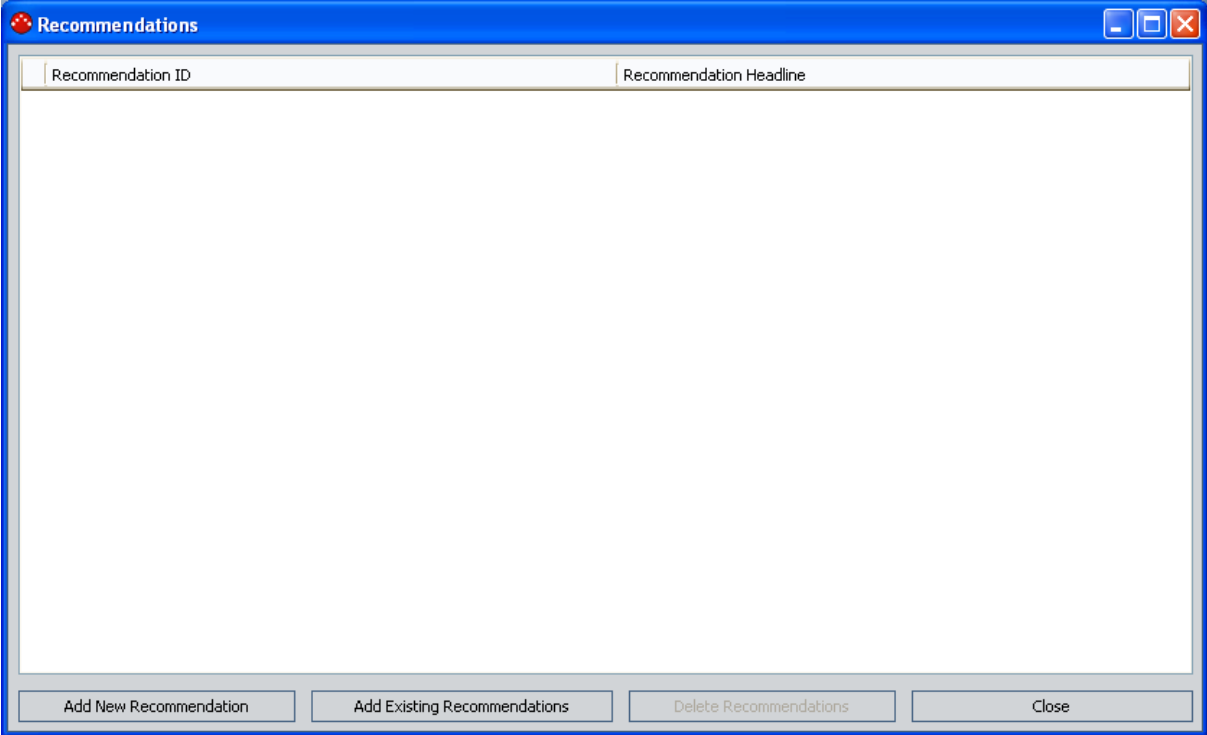 Recommendations
Recommendation ID Recommendation Headline
Add New Recommendation Add Existing Recommendations Delete Recommendations Close